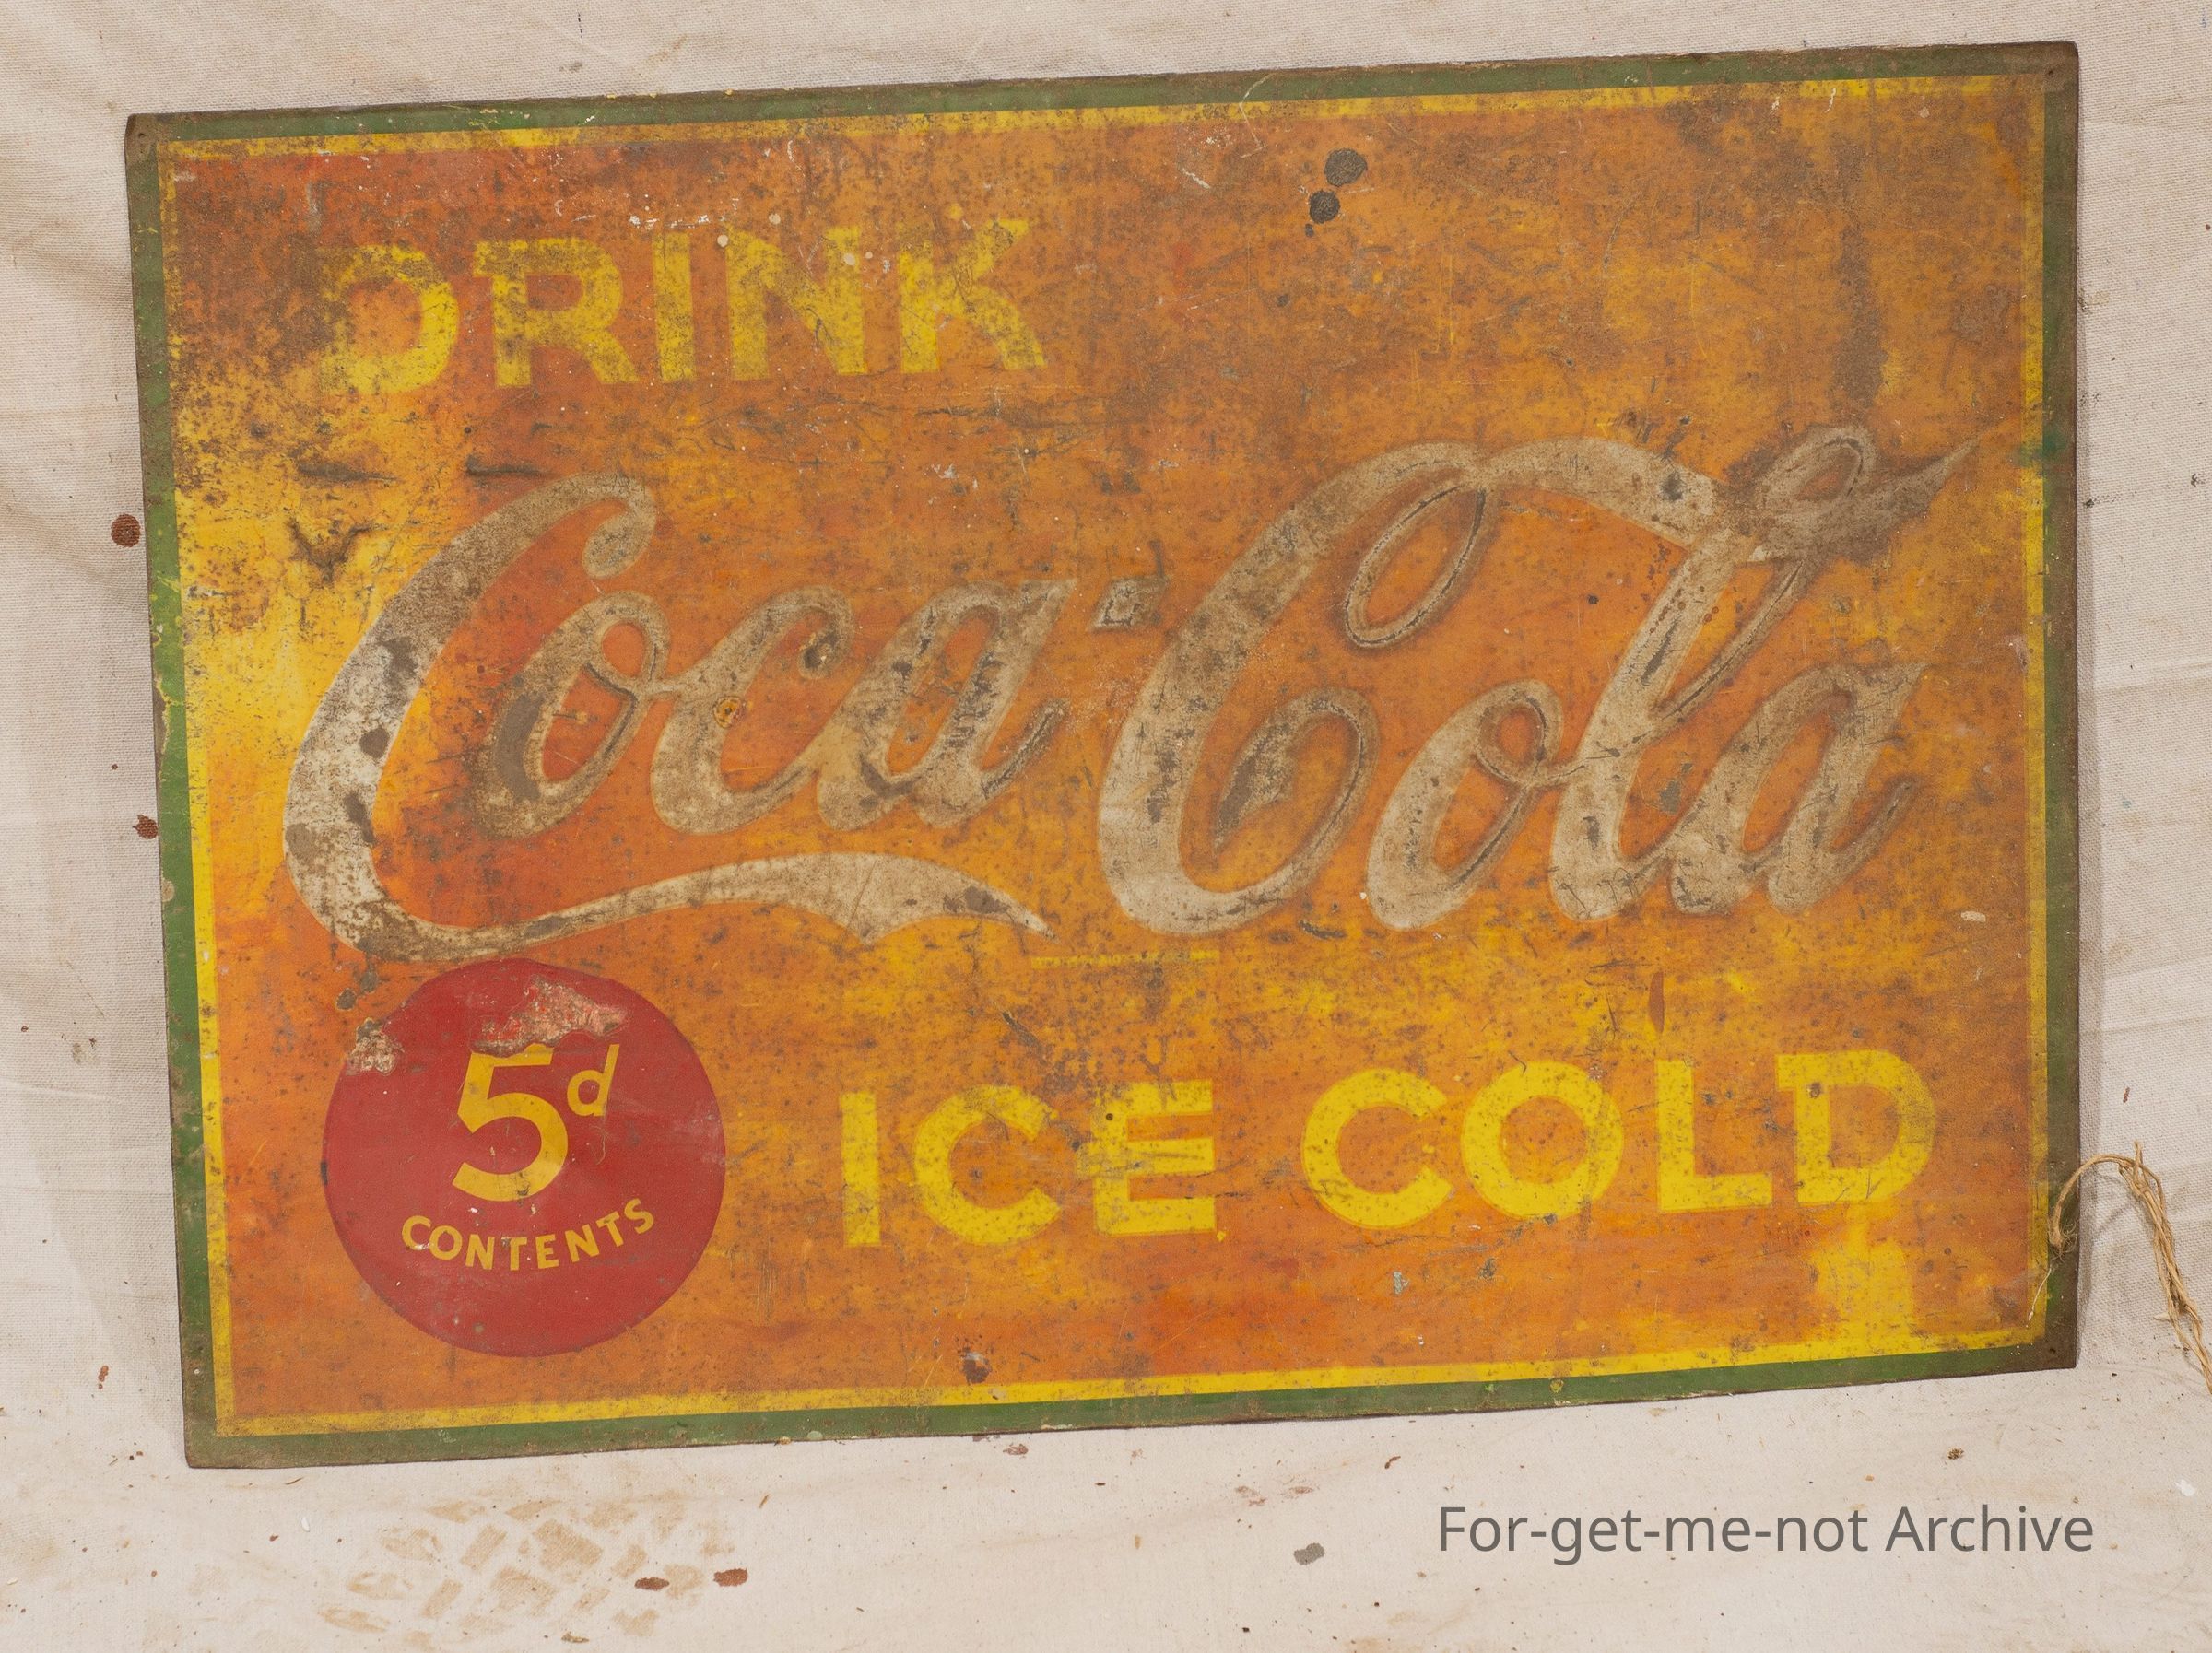 DRINK
Coca-Cola
5d
CONTENTS
ICE COLD
For-get-me-not Archive